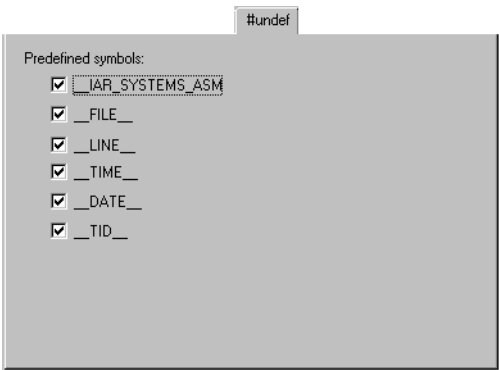 #undef
Predefined symbols:
__IAR_SYSTEMS_ASM
__FILE__
__LINE__
__TIME__
__DATE__
__TID__